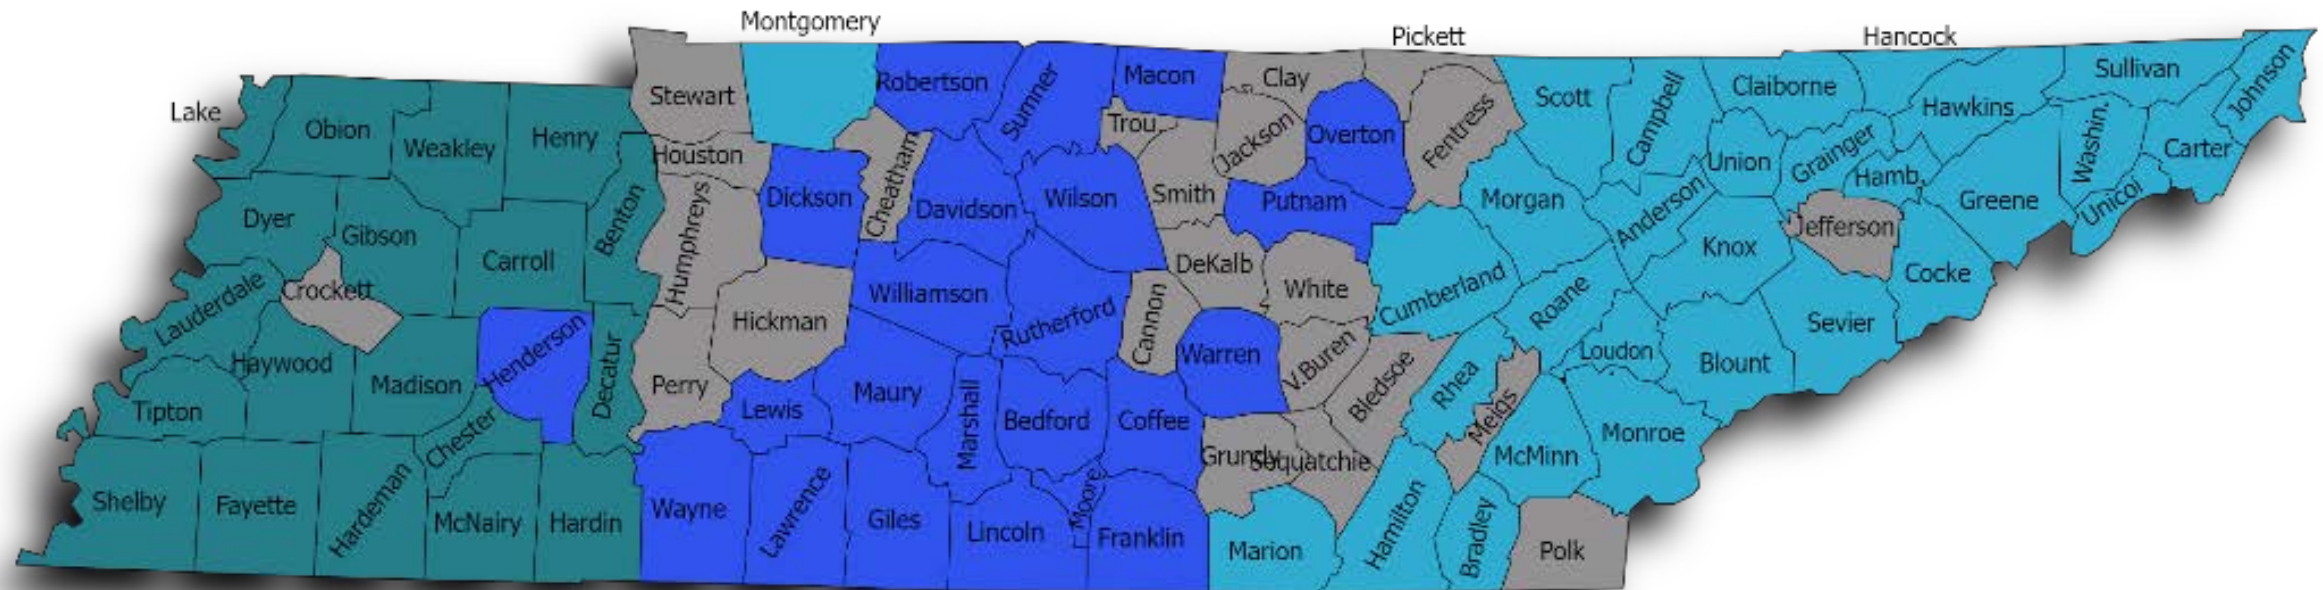 Montgomery
Pickett
Hancock
Lake
Obion
Weakley
Henry
Stewart
Robertson
Sumner
Macon
Clay
Overton
Fentress
Scott
Campbell
Claiborne
Hawkins
Sullivan
Johnson
Houston
Trou
Jackson
Union
Grainger
Hamb.
Washin.
Carter
Dyer
Gibson
Carroll
Benton
Humphreys
Dickson
Cheatham
Davidson
Wilson
Smith
Putnam
Morgan
Anderson
Knox
Jefferson
Greene
Unicoi
Lauderdale
Crockett
Haywood
Madison
Henderson
Decatur
Perry
Hickman
Williamson
Rutherford
Cannon
DeKalb
White
Cumberland
Roane
Loudon
Blount
Sevier
Cocke
Tipton
Chester
Lewis
Maury
Marshall
Bedford
Coffee
Warren
V.Buren
Bledsoe
Rhea
Meigs
McMinn
Monroe
Shelby
Fayette
Hardeman
McNairy
Hardin
Wayne
Lawrence
Giles
Lincoln
Moore
Franklin
Grundy
Sequatchie
Marion
Hamilton
Bradley
Polk